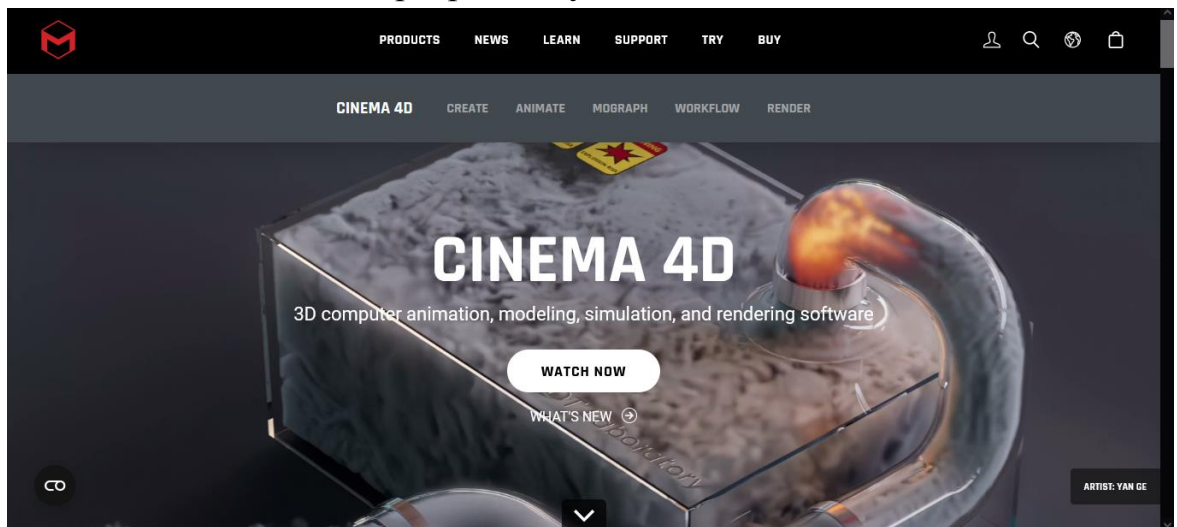 PRODUCTS NEWS LEARN SUPPORT TRY BUY
CINEMA 4D CREATE ANIMATE MOGRAPH WORKFLOW RENDER
CINEMA 4D
3D computer animation, modeling, simulation, and rendering software
WATCH NOW
WHAT'S NEW
ARTIST: YAN GE